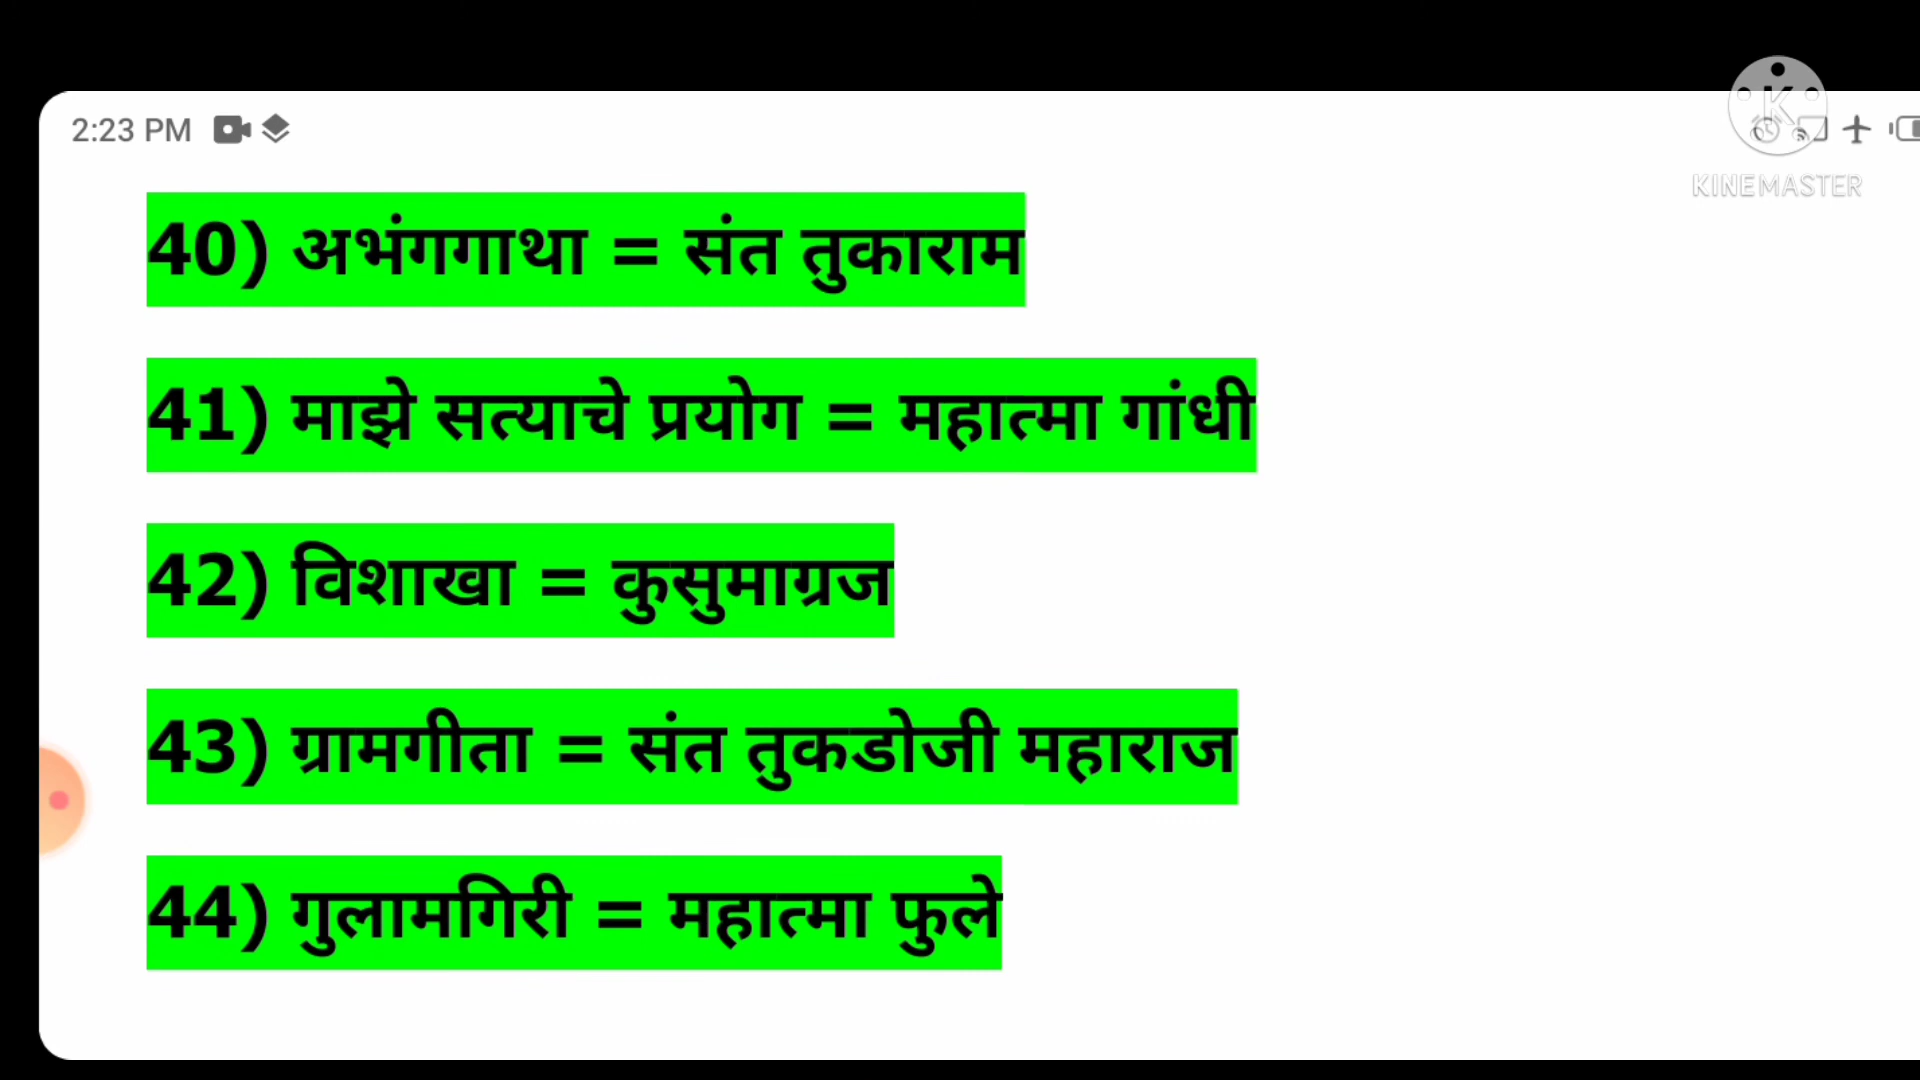 2:23 PM
KINEMASTER
40) अभंगगाथा = संत तुकाराम
41) माझे सत्याचे प्रयोग = महात्मा गांधी
42) विशाखा = कुसुमाग्रज
43) ग्रामगीता = संत तुकडोजी महाराज
44) गुलामगिरी = महात्मा फुले